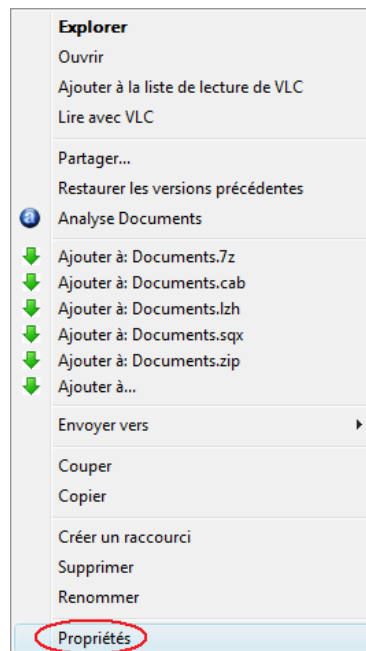 Explorer
Ouvrir
Ajouter à la liste de lecture de VLC
Lire avec VLC
Partager...
Restaurer les versions précédentes
Analyse Documents
Ajouter à: Documents.7z
Ajouter à: Documents.cab
Ajouter à: Documents.lzh
Ajouter à: Documents.sqx
Ajouter à: Documents.zip
Ajouter à...
Envoyer vers
Couper
Copier
Créer un raccourci
Supprimer
Renommer
Propriétés